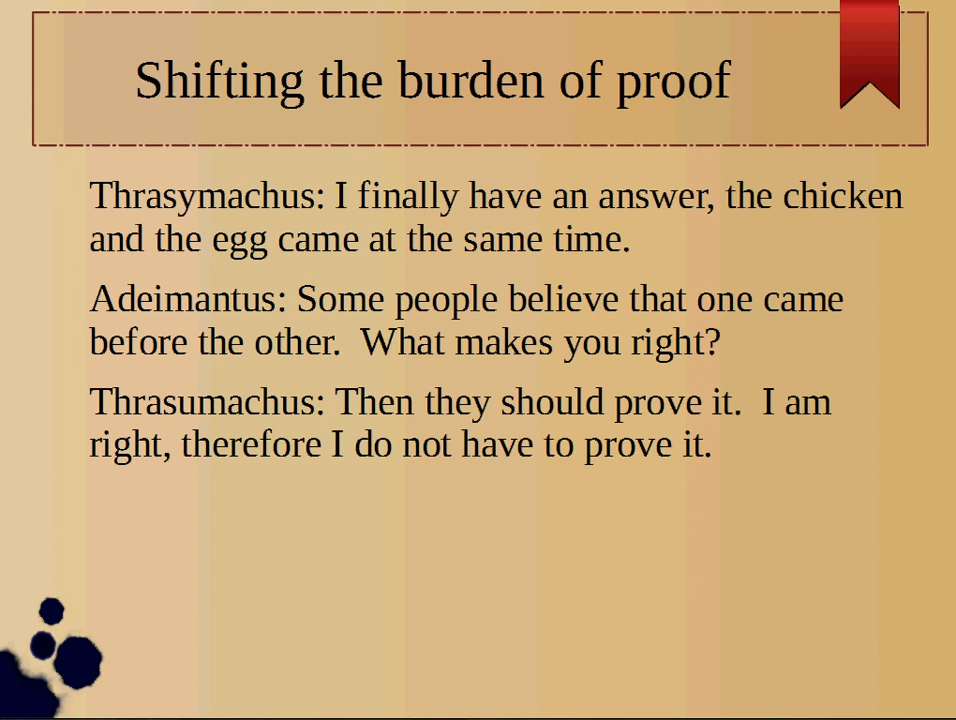 Shifting the burden of proof
Thrasymachus: I finally have an answer, the chicken
and the egg came at the same time.
Adeimantus: Some people believe that one came
before the other.  What makes you right?
Thrasumachus: Then they should prove it.  I am
right, therefore I do not have to prove it.